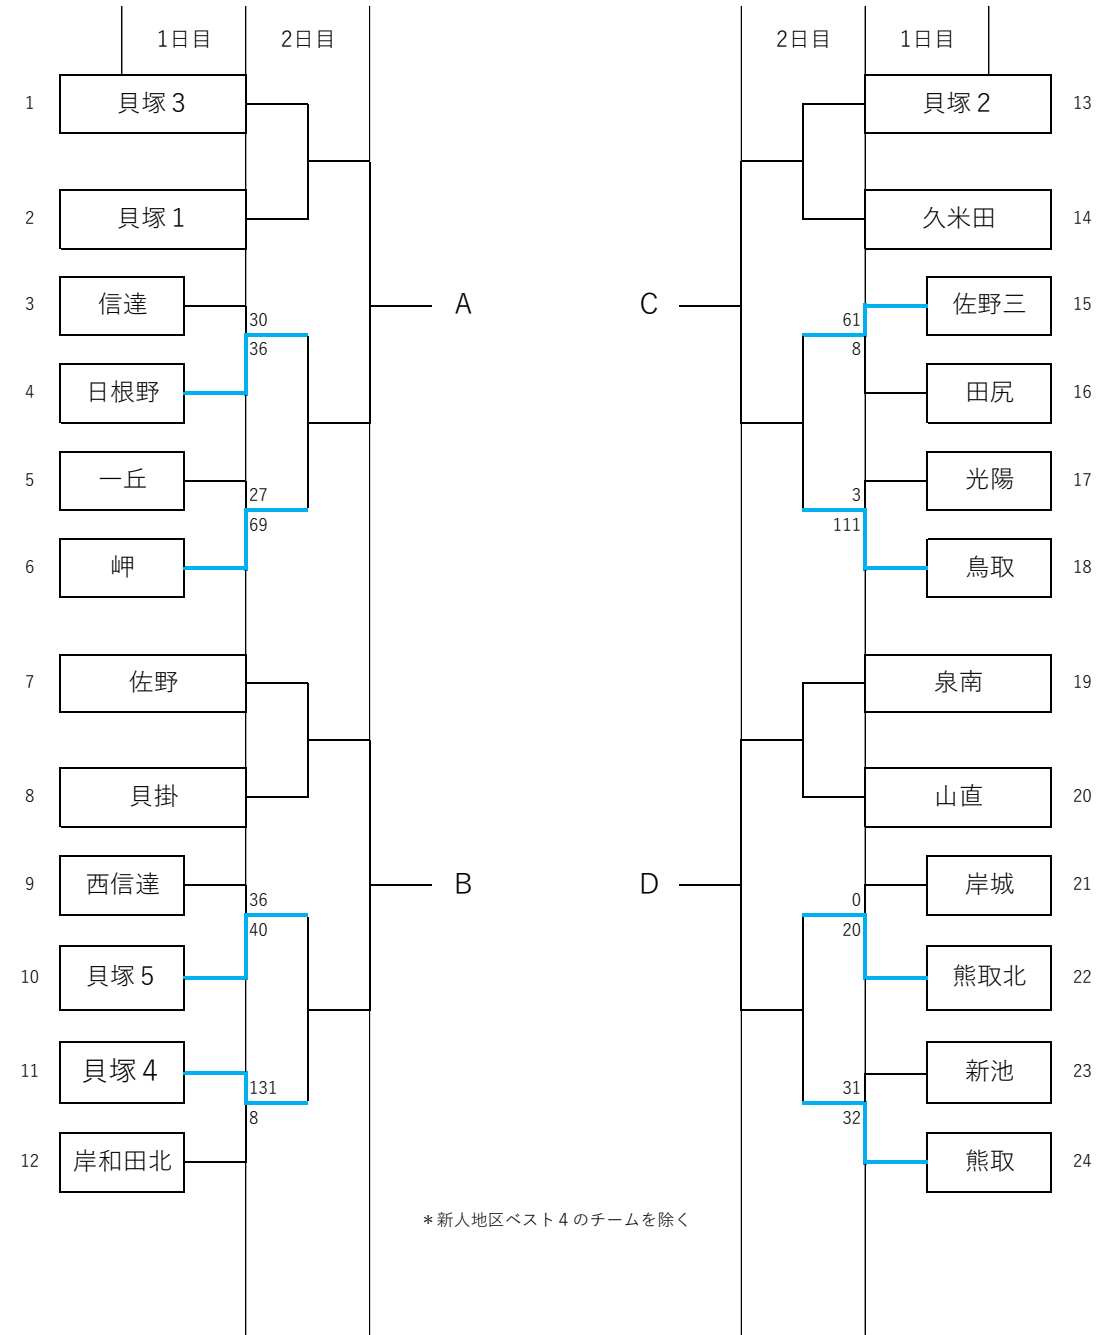 1日目 2日目 2日目 1日目
1 貝塚３ 貝塚２ 13
2 貝塚１ 久米田 14
3 信達 A C 佐野三 15
30 61
36 8
4 日根野 田尻 16
5 一丘 光陽 17
27 3
69 111
6 岬 鳥取 18
7 佐野 泉南 19
8 貝掛 山直 20
9 西信達 B D 岸城 21
36 0
40 20
10 貝塚５ 熊取北 22
11 貝塚４ 新池 23
131 31
8 32
12 岸和田北 熊取 24
＊新人地区ベスト４のチームを除く